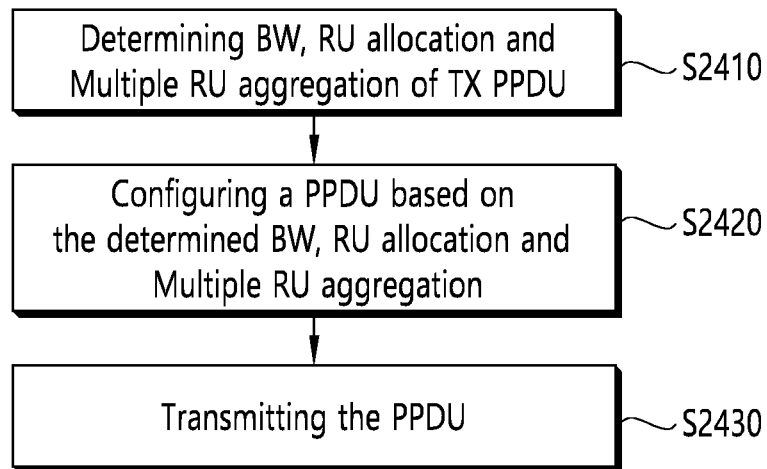 Determining BW, RU allocation and
Multiple RU aggregation of TX PPDU
S2410
Configuring a PPDU based on
the determined BW, RU allocation and
Multiple RU aggregation
S2420
Transmitting the PPDU
S2430